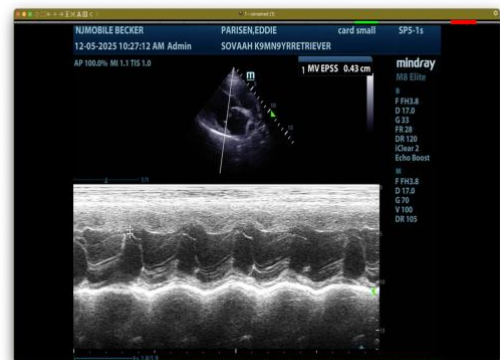 NJMOBILE BECKER
PARISEN,EDDIE
card small
SP5-1s
12-05-2025 10:27:12 AM Admin
SOVAAH K9MN9YRRETRIEVER
AP 100.0% MI 1.1 TIS 1.0
1 MV EPSS 0.43 cm
mindray
M8 Elite
B
F FH3.8
D 17.0
G 33
FR 28
DR 120
iClear 2
Echo Boost
M
F FH3.8
D 17.0
G 70
V 100
DR 105
m